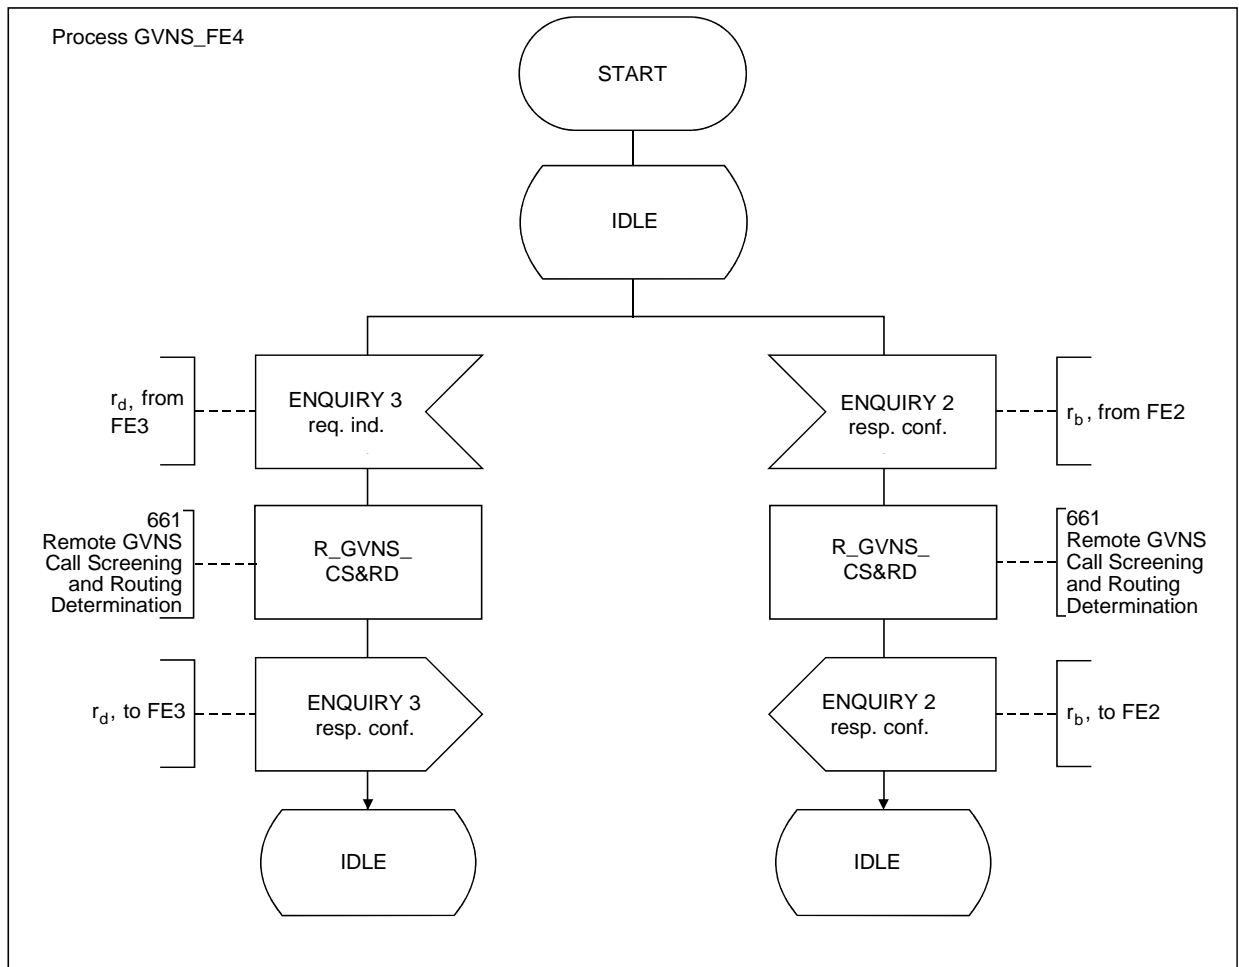 Process GVNS_FE4
START
IDLE
rd, from
FE3
ENQUIRY 3
req. ind.
ENQUIRY 2
resp. conf.
rb, from FE2
661
Remote GVNS
Call Screening
and Routing
Determination
R_GVNS_
CS&RD
R_GVNS_
CS&RD
661
Remote GVNS
Call Screening
and Routing
Determination
rd, to FE3
ENQUIRY 3
resp. conf.
ENQUIRY 2
resp. conf.
rb, to FE2
IDLE
IDLE